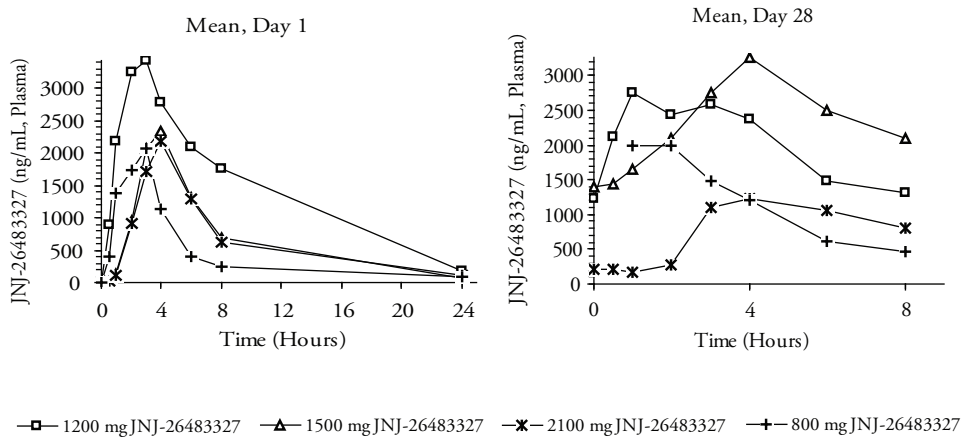 Mean, Day 1
JNJ-26483327 (ng/mL, Plasma)
3000
2500
2000
1500
1000
500
0
0 4 8 12 16 20 24
Time (Hours)
Mean, Day 28
JNJ-26483327 (ng/mL, Plasma)
3000
2500
2000
1500
1000
500
0
0 4 8
Time (Hours)
1200 mg JNJ-26483327 1500 mg JNJ-26483327 2100 mg JNJ-26483327 800 mg JNJ-26483327